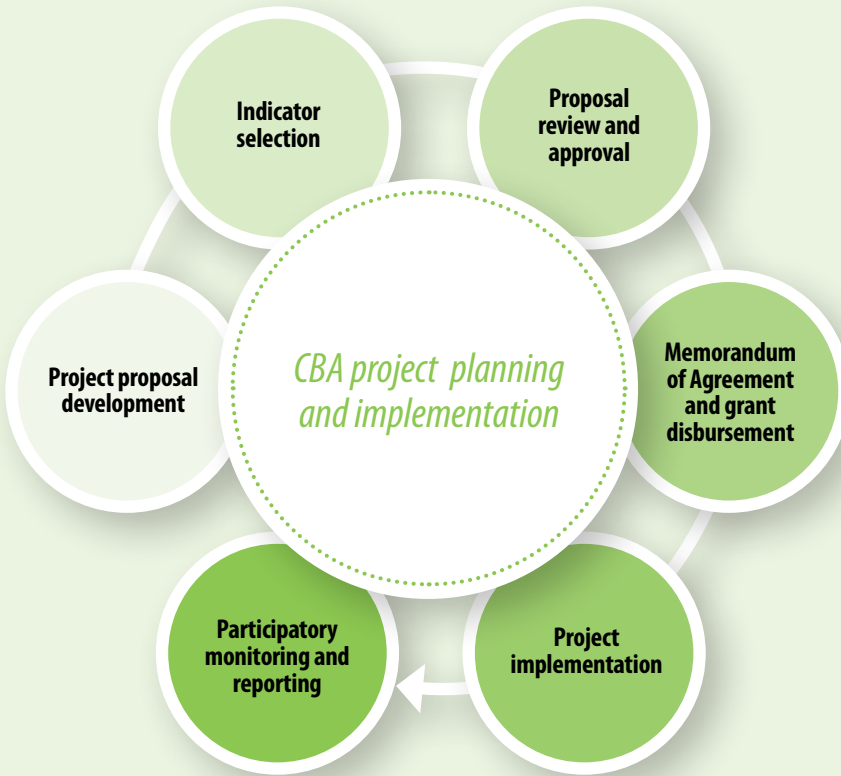 Indicator
selection
Proposal
review and
approval
Project proposal
development
CBA project planning
and implementation
Memorandum
of Agreement
and grant
disbursement
Participatory
monitoring and
reporting
Project
implementation